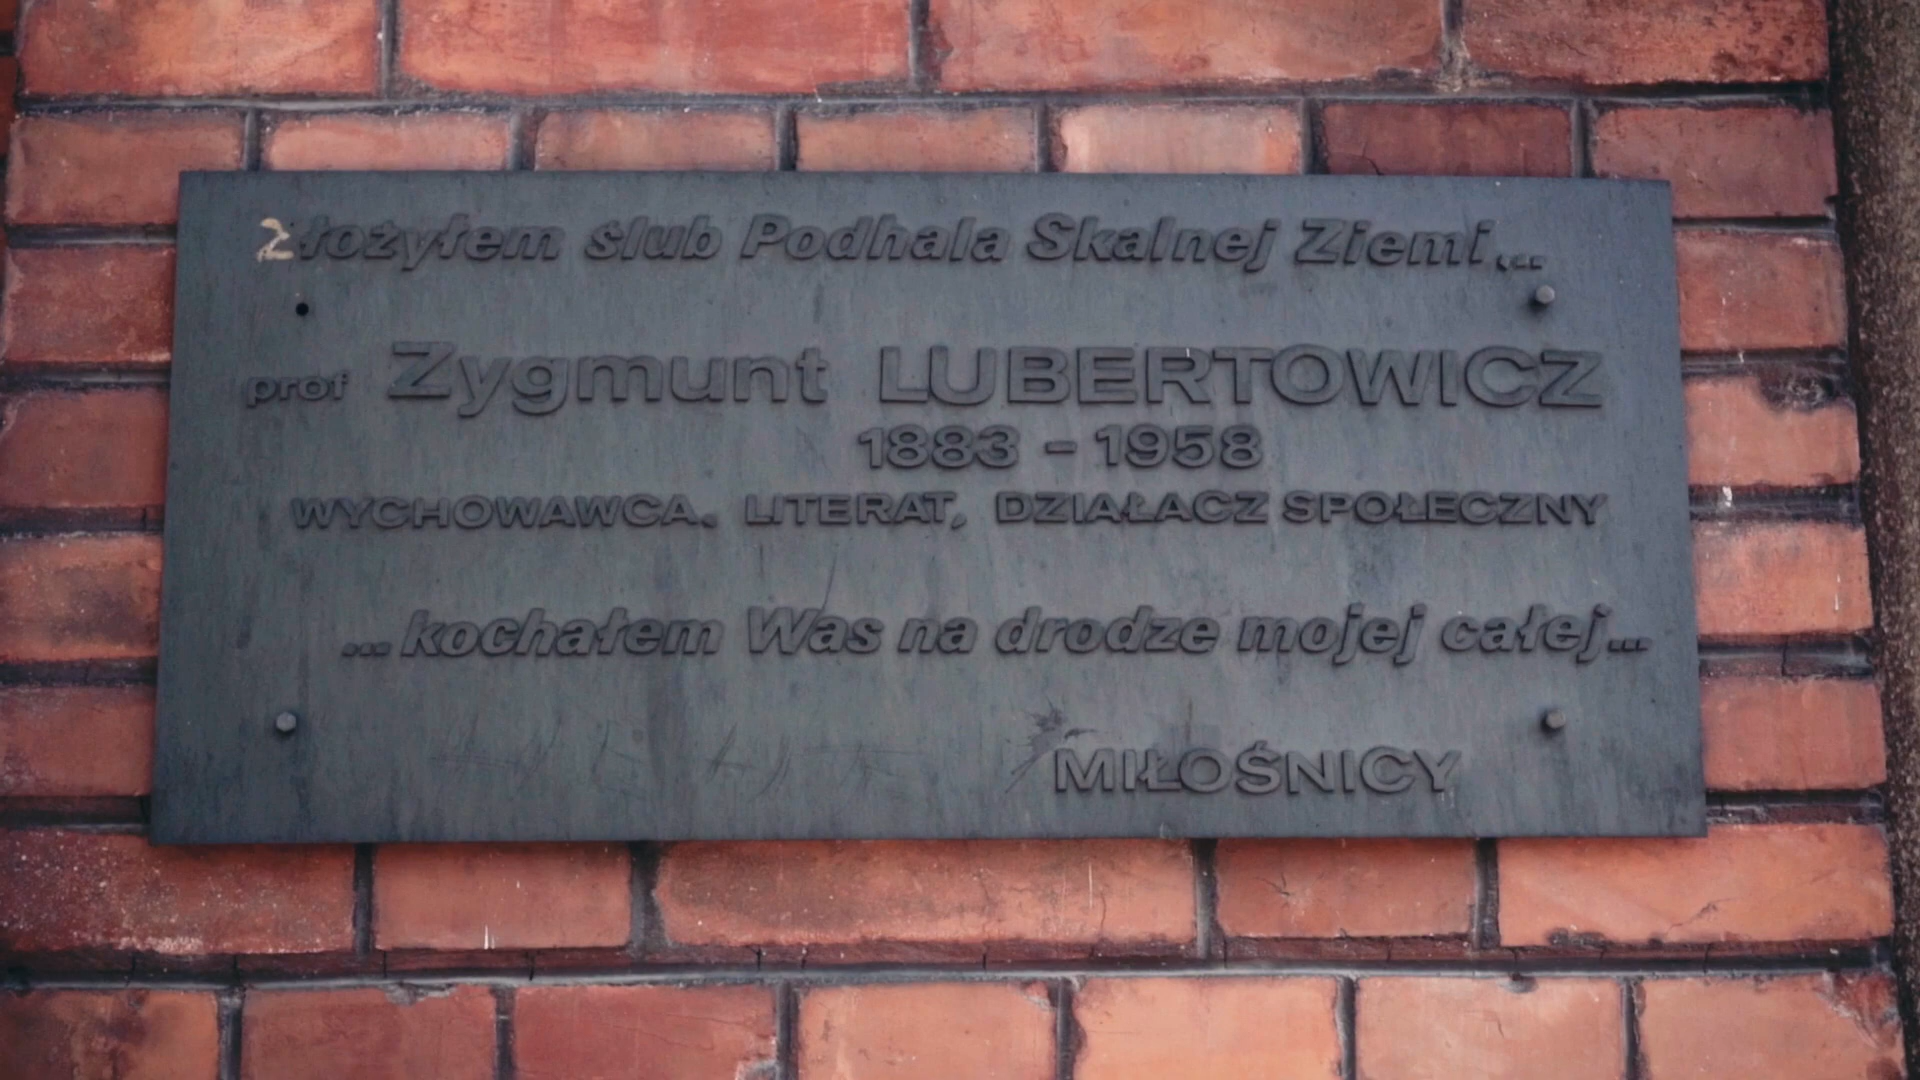 Złożyłem ślub Podhala Skalnej Ziemi...
prof Zygmunt LUBERTOWICZ
1883 - 1958
WYCHOWAWCA, LITERAT, DZIAŁACZ SPOŁECZNY
... kochałem Was na drodze mojej całej...
MIŁOŚNICY